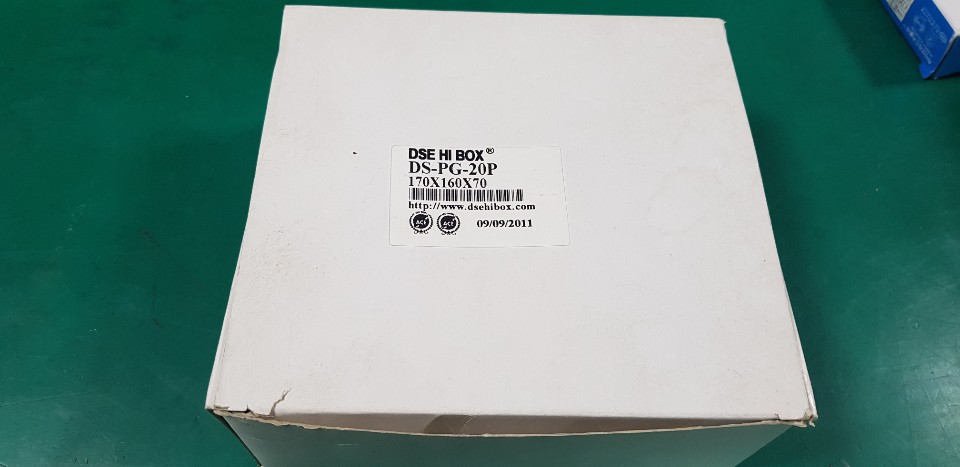 DSE HI BOX®
DS-PG-20P
170X160X70
http://www.dsehibox.com
09/09/2011